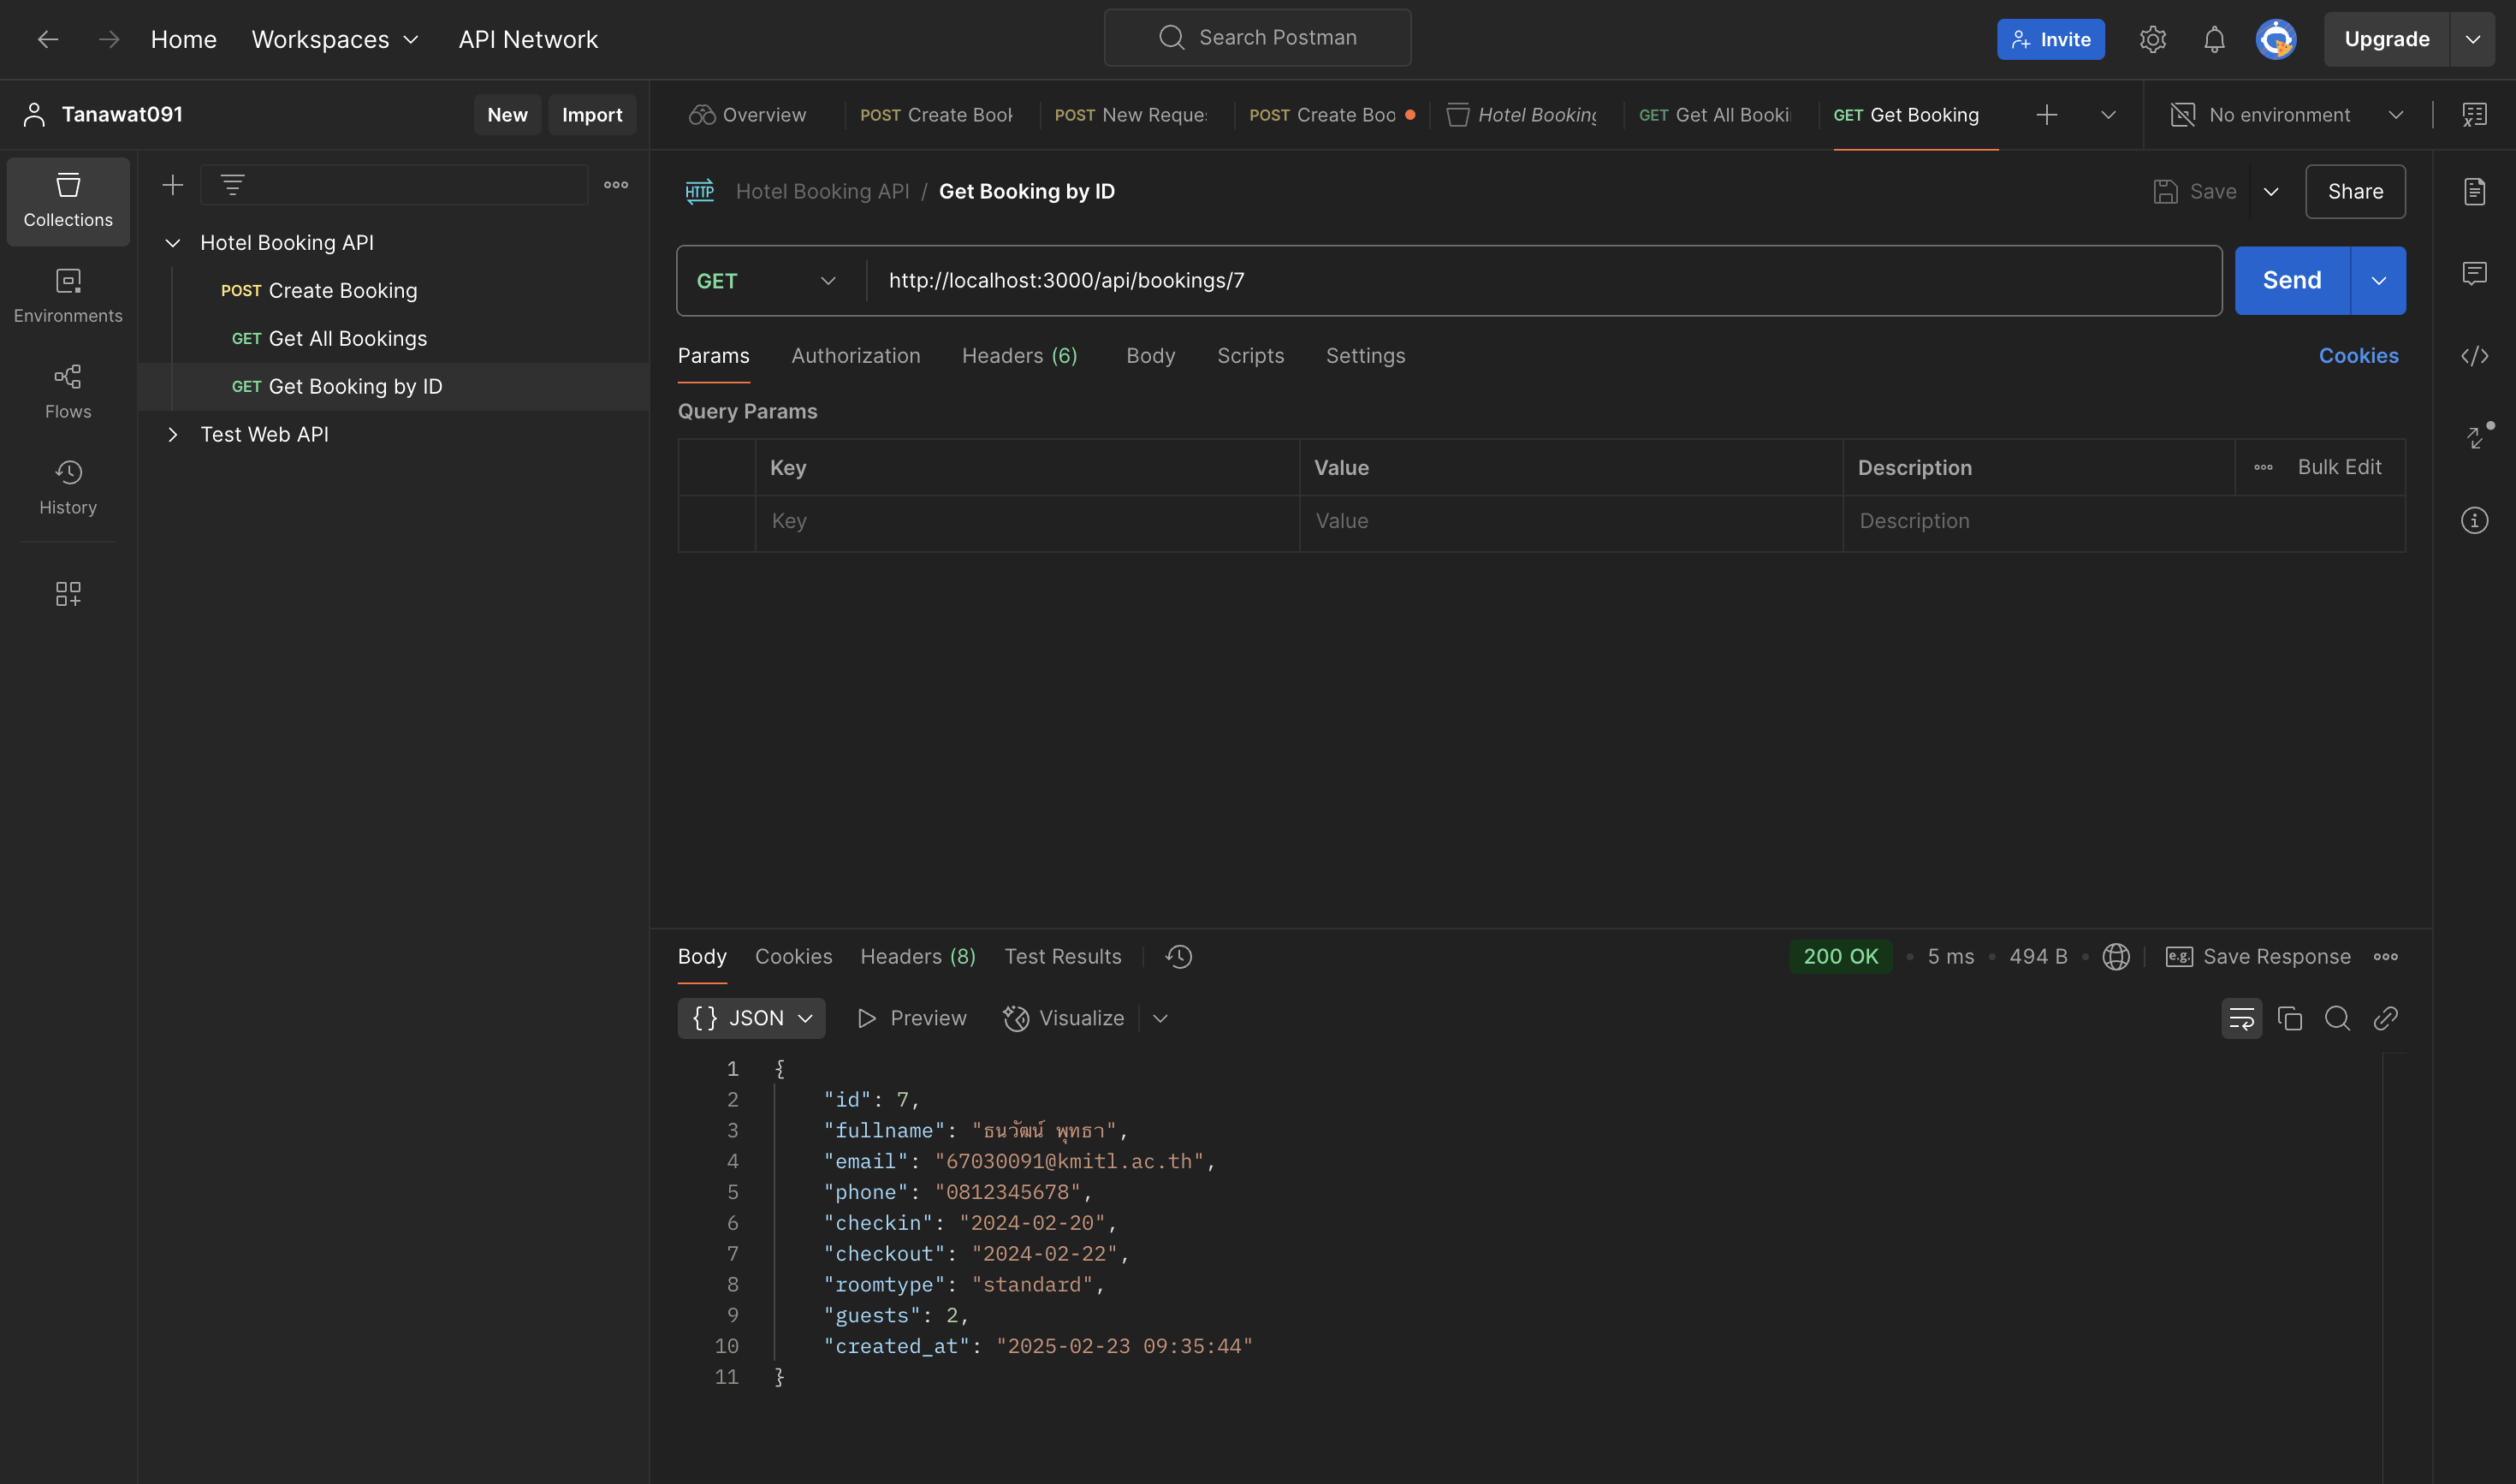 Home Workspaces API Network Search Postman Invite Upgrade
Tanawat091 New Import
Overview POST Create Book POST New Reque POST Create Boo Hotel Booking GET Get All Booki GET Get Booking No environment
Collections
Environments
Flows
History
Hotel Booking API
POST Create Booking
GET Get All Bookings
GET Get Booking by ID
Test Web API
HTTP Hotel Booking API / Get Booking by ID Save Share
GET http://localhost:3000/api/bookings/7 Send
Params Authorization Headers (6) Body Scripts Settings Cookies
Query Params
Key Value Description Bulk Edit
Key Value Description
Body Cookies Headers (8) Test Results 200 OK • 5 ms • 494 B • e.g. Save Response
{} JSON Preview Visualize
1 {
2 "id": 7,
3 "fullname": "ธนวัฒน์ พุทธา",
4 "email": "67030091@kmitl.ac.th",
5 "phone": "0812345678",
6 "checkin": "2024-02-20",
7 "checkout": "2024-02-22",
8 "roomtype": "standard",
9 "guests": 2,
10 "created_at": "2025-02-23 09:35:44"
11 }